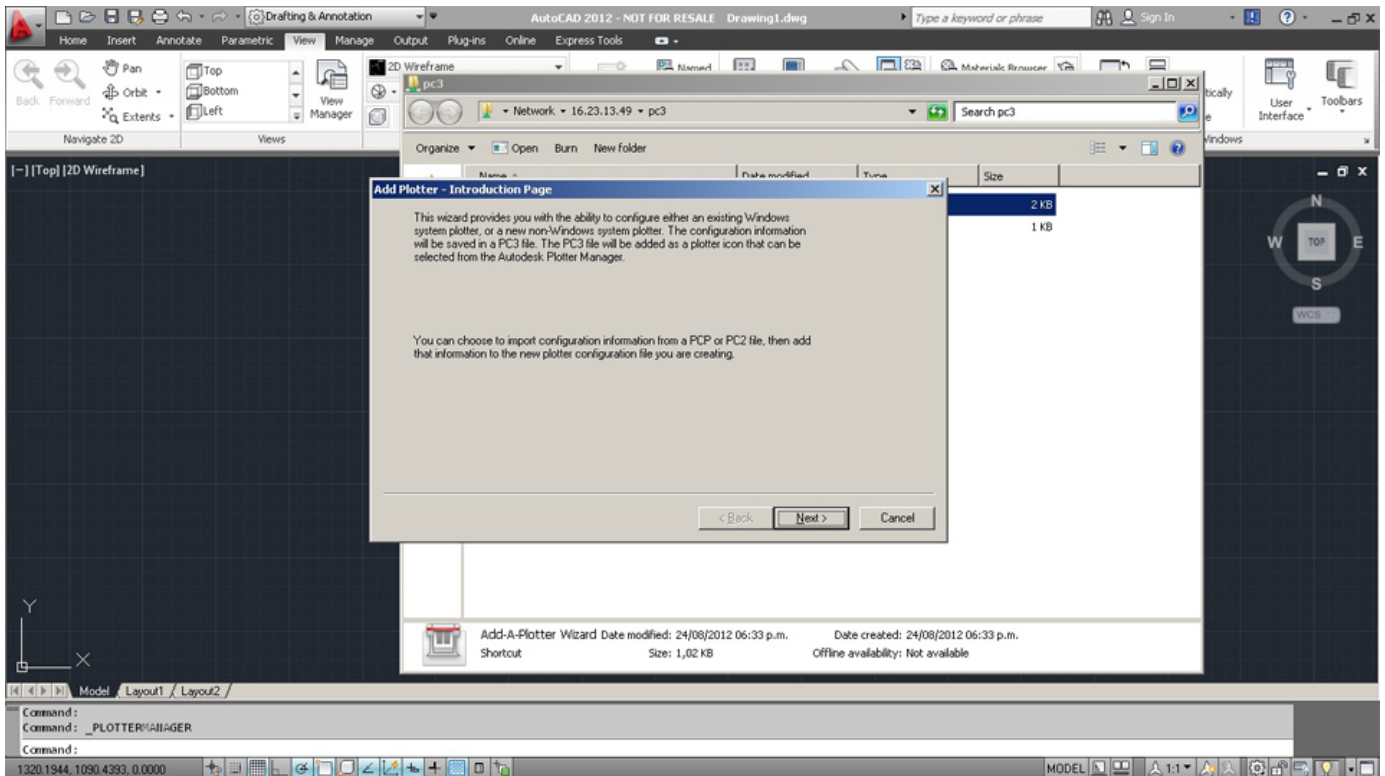 Drafting & Annotation
AutoCAD 2012 - NOT FOR RESALE Drawing1.dwg
Type a keyword or phrase
Sign In
Home Insert Annotate Parametric View Manage Output Plug-ins Online Express Tools
Back Forward
Pan
Orbit
Extents
Navigate 2D
Top
Bottom
Left
View Manager
Views
2D Wireframe
Named
Materials Browser
tically
User Interface
Toolbars
Windows
pc3
Network 16.23.13.49 pc3
Search pc3
Organize Open Burn New folder
Name Date modified Type Size
2 KB
1 KB
[−] [Top] [2D Wireframe]
N
W TOP E
S
WCS
Add Plotter - Introduction Page
This wizard provides you with the ability to configure either an existing Windows
system plotter, or a new non-Windows system plotter. The configuration information
will be saved in a PC3 file. The PC3 file will be added as a plotter icon that can be
selected from the Autodesk Plotter Manager.
You can choose to import configuration information from a PCP or PC2 file, then add
that information to the new plotter configuration file you are creating.
< Back Next > Cancel
Add-A-Plotter Wizard Date modified: 24/08/2012 06:33 p.m. Date created: 24/08/2012 06:33 p.m.
Shortcut Size: 1,02 KB Offline availability: Not available
Y
X
Model Layout1 Layout2
Command:
Command: _PLOTTERMANAGER
Command:
1320.1944, 1090.4393, 0.0000
MODEL
1:1